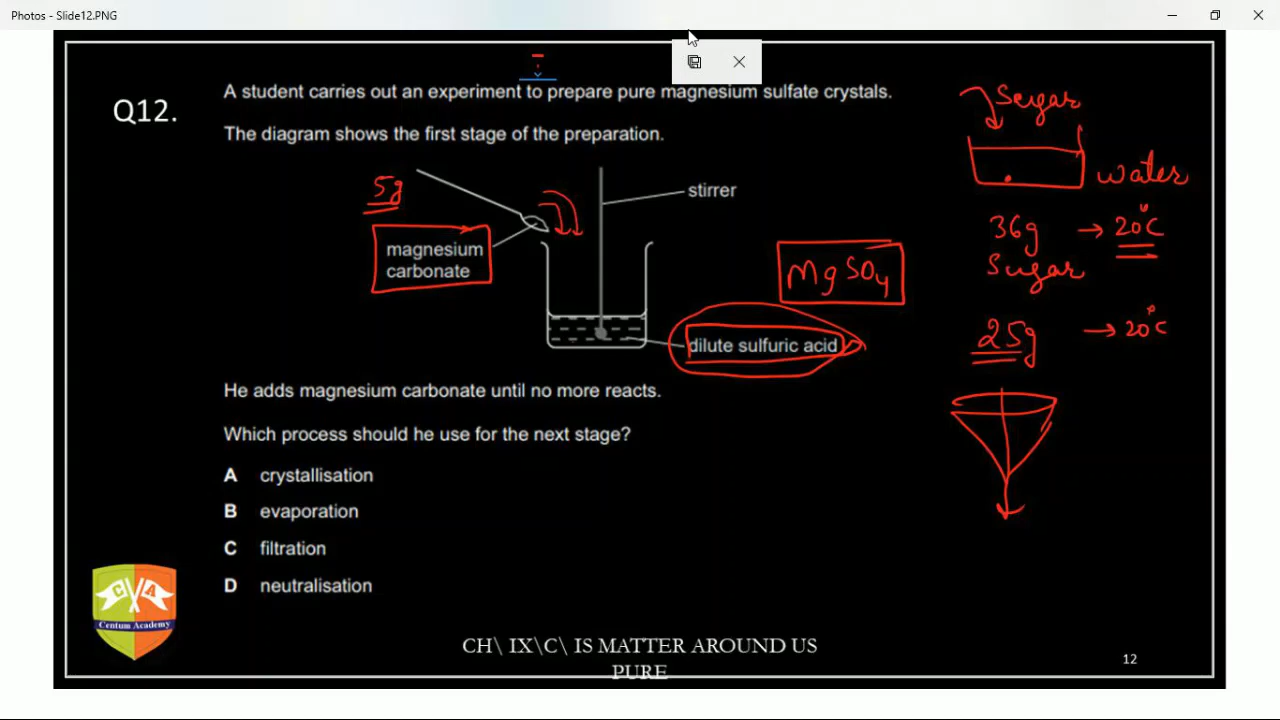 Photos - Slide12.PNG
Q12.
A student carries out an experiment to prepare pure magnesium sulfate crystals.
The diagram shows the first stage of the preparation.
5g
magnesium
carbonate
stirrer
MgSO4
dilute sulfuric acid
Sugar
water
36g → 20°C
Sugar
25g → 20°C
He adds magnesium carbonate until no more reacts.
Which process should he use for the next stage?
A crystallisation
B evaporation
C filtration
D neutralisation
C A
Centum Academy
CH\ IX\C\ IS MATTER AROUND US
PURE
12